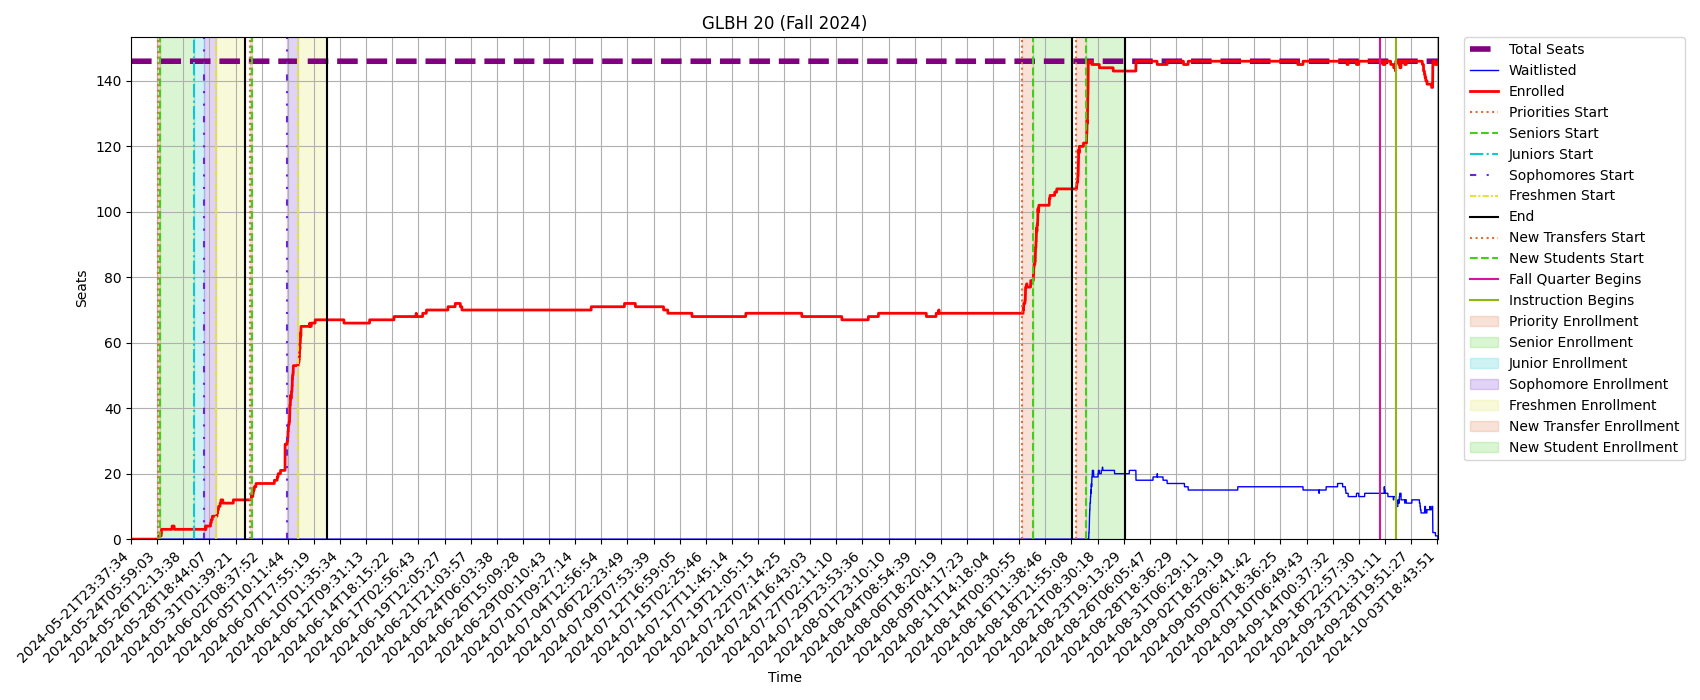 GLBH 20 (Fall 2024)
Seats
140
120
100
80
60
40
20
0
2024-05-21T23:37:34
2024-05-24T05:59:03
2024-05-26T12:13:38
2024-05-28T18:44:07
2024-05-31T01:39:21
2024-06-02T08:37:52
2024-06-05T10:11:44
2024-06-07T17:55:19
2024-06-10T01:35:34
2024-06-12T09:31:13
2024-06-14T18:15:22
2024-06-17T02:56:43
2024-06-19T12:05:27
2024-06-21T21:03:57
2024-06-24T06:03:38
2024-06-26T15:09:28
2024-06-29T00:10:43
2024-07-01T09:27:14
2024-07-04T12:56:54
2024-07-06T22:23:49
2024-07-09T07:53:39
2024-07-12T16:59:05
2024-07-15T02:25:46
2024-07-17T11:45:14
2024-07-19T21:05:15
2024-07-22T07:14:25
2024-07-24T16:43:03
2024-07-27T02:11:10
2024-07-29T23:53:36
2024-08-01T23:10:10
2024-08-04T08:54:39
2024-08-06T18:20:19
2024-08-09T04:17:23
2024-08-11T14:18:04
2024-08-14T00:30:55
2024-08-16T11:38:46
2024-08-18T21:55:08
2024-08-21T08:30:18
2024-08-23T19:13:29
2024-08-26T06:05:47
2024-08-28T18:36:29
2024-08-31T06:29:11
2024-09-02T18:29:19
2024-09-05T06:41:42
2024-09-07T18:36:25
2024-09-10T06:49:43
2024-09-14T00:37:32
2024-09-18T22:57:30
2024-09-23T21:31:11
2024-09-28T19:51:27
2024-10-03T18:43:51
Time
Total Seats
Waitlisted
Enrolled
Priorities Start
Seniors Start
Juniors Start
Sophomores Start
Freshmen Start
End
New Transfers Start
New Students Start
Fall Quarter Begins
Instruction Begins
Priority Enrollment
Senior Enrollment
Junior Enrollment
Sophomore Enrollment
Freshmen Enrollment
New Transfer Enrollment
New Student Enrollment